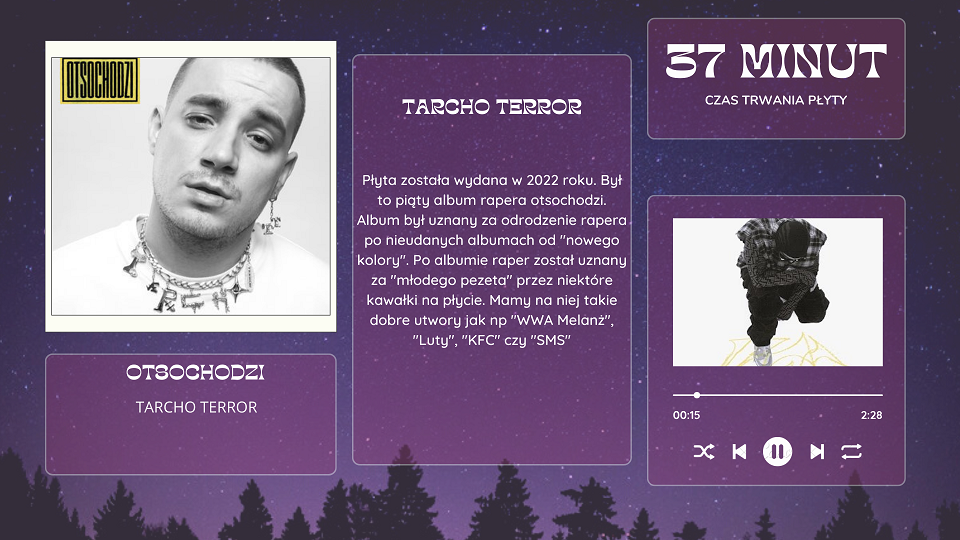 OTSOCHODZI
OTSOCHODZI
TARCHO TERROR
TARCHO TERROR
Płyta została wydana w 2022 roku. Był
to piąty album rapera otsochodzi.
Album był uznany za odrodzenie rapera
po nieudanych albumach od "nowego
kolory". Po albumie raper został uznany
za "młodego pezeta" przez niektóre
kawałki na płycie. Mamy na niej takie
dobre utwory jak np "WWA Melanż",
"Luty", "KFC" czy "SMS"
37 MINUT
CZAS TRWANIA PŁYTY
00:15 2:28